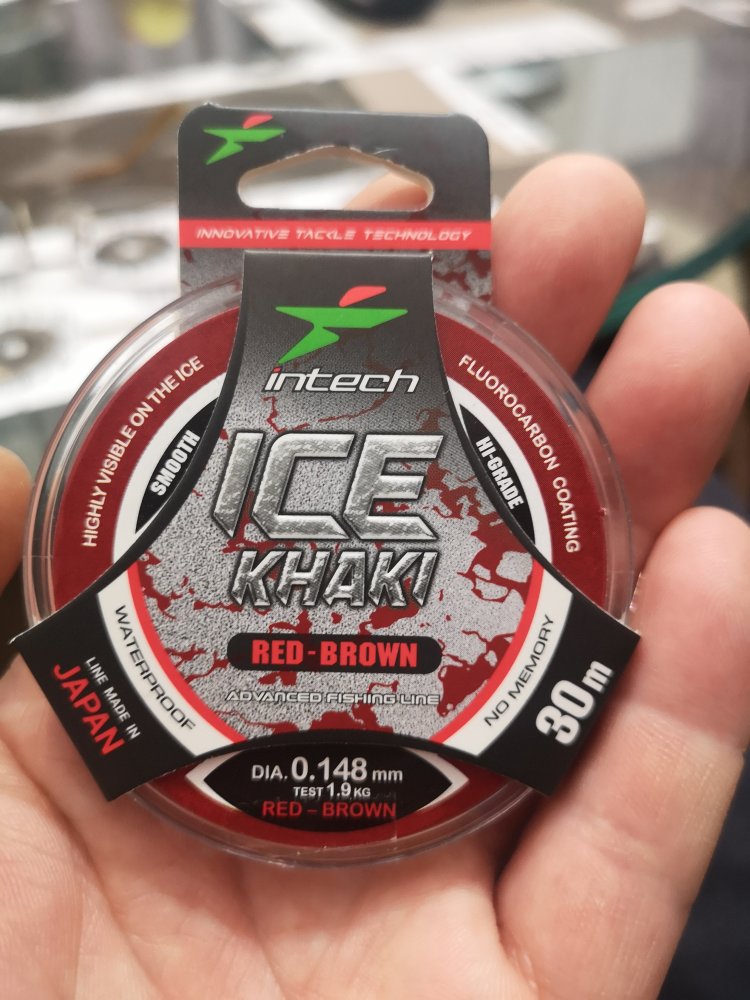 INNOVATIVE TACKLE TECHNOLOGY
intech
HIGHLY VISIBLE ON THE ICE
FLUOROCARBON COATING
SMOOTH
HI-GRADE
ICE
KHAKI
RED-BROWN
ADVANCED FISHING LINE
WATERPROOF
NO MEMORY
LINE MADE IN
JAPAN
30m
DIA. 0.148 mm
TEST 1.9 KG
RED - BROWN